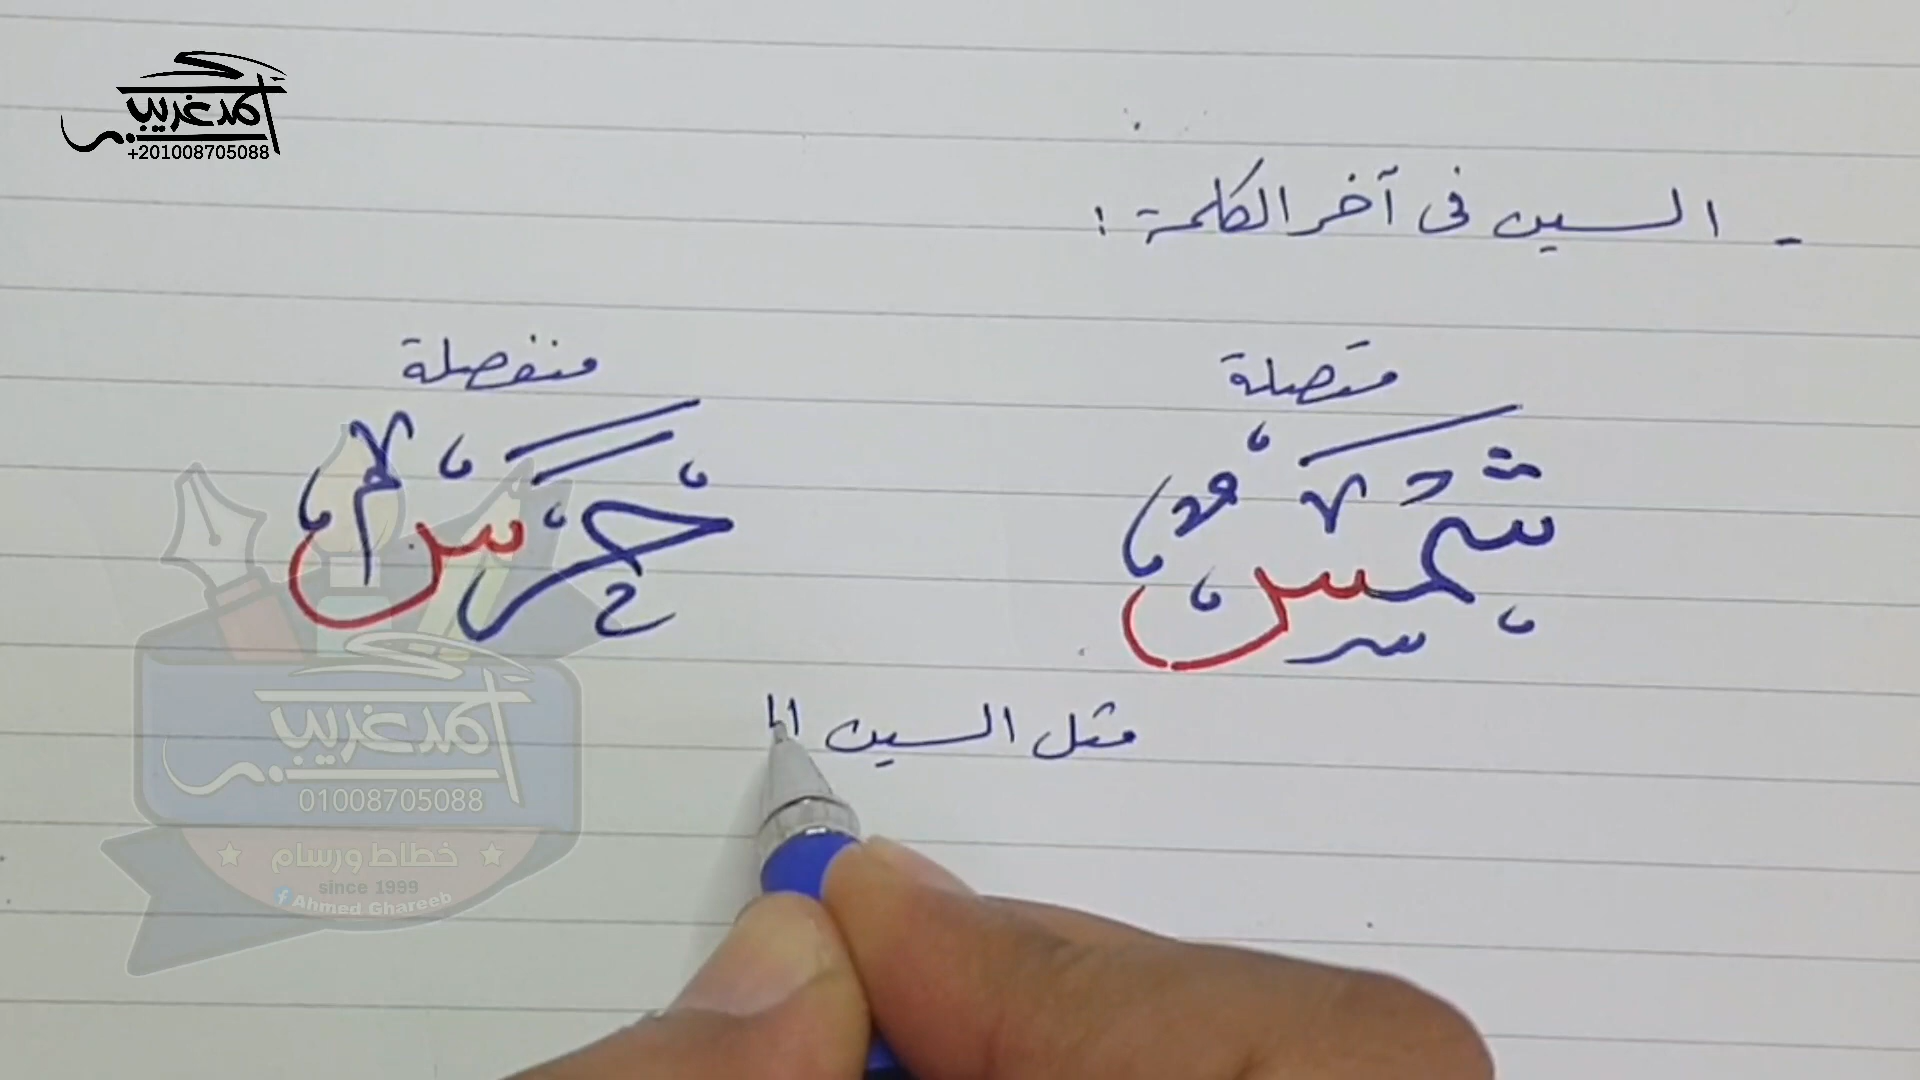 أحمد غريب
+201008705088
- السين فى آخر الكلمة :
متصلة
منفصلة
شمس
جرس
مثل السين
أحمد غريب
01008705088
خطاط ورسام
since 1999
Ahmed Ghareeb